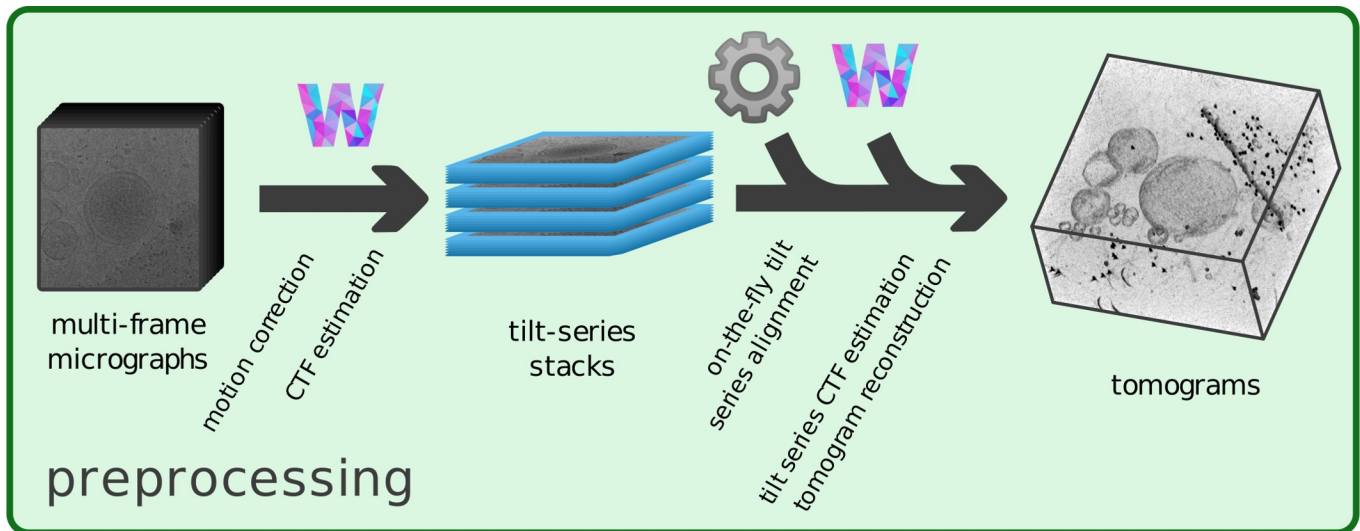 W
W
multi-frame
micrographs
motion correction
CTF estimation
tilt-series
stacks
on-the-fly tilt
series alignment
tilt series CTF estimation
tomogram reconstruction
tomograms
preprocessing